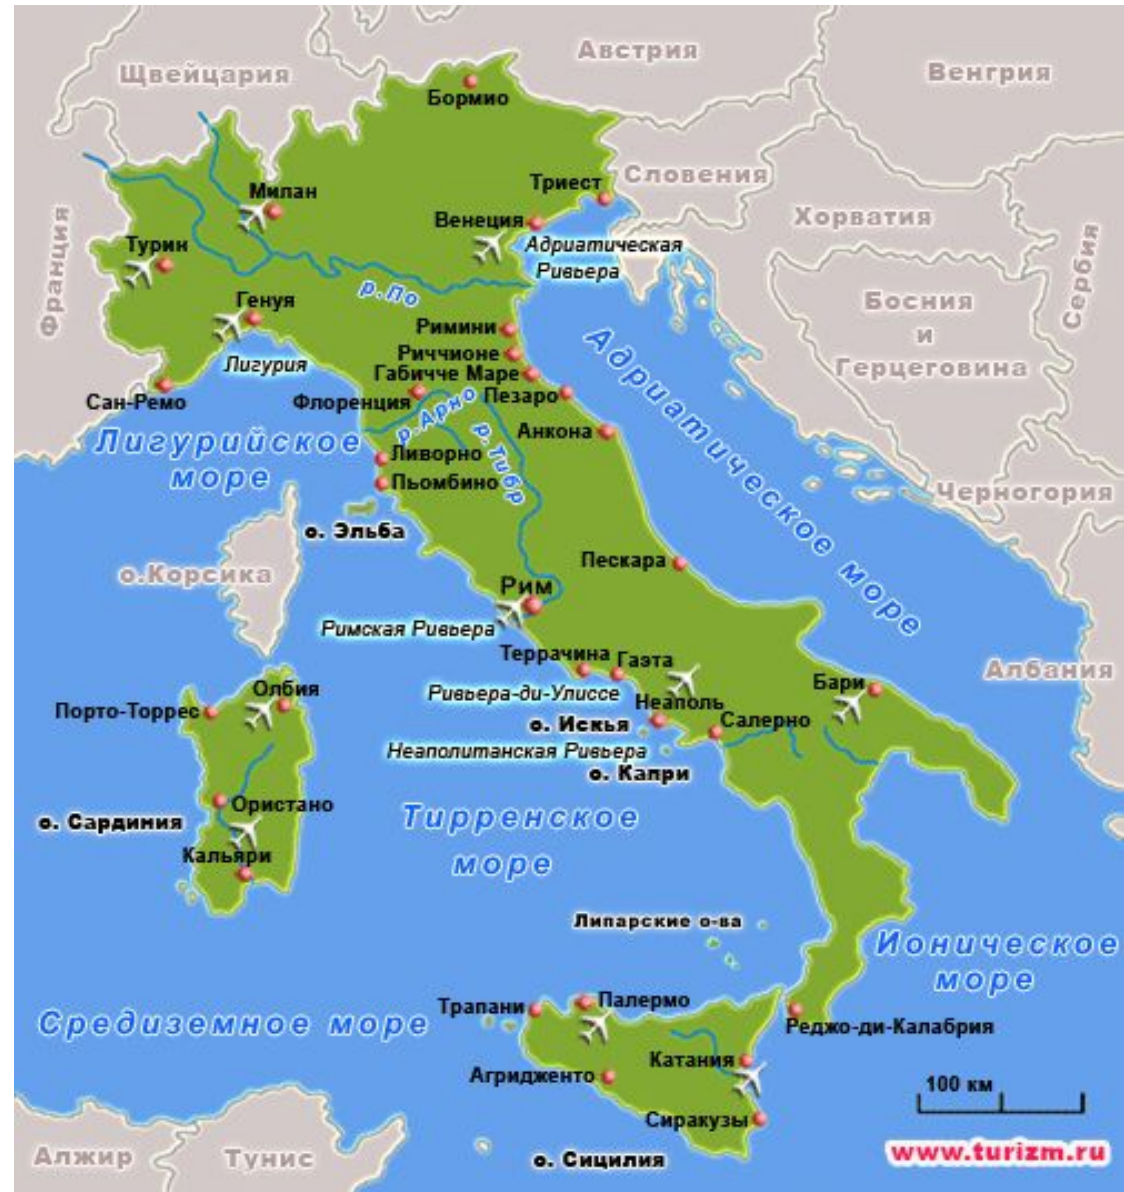 Австрия
Щвейцария
Венгрия
Бормио
Словения
Триест
Милан
Венеция
Хорватия
Франция
Турин
Адриатическая
Ривьера
Сербия
р.По
Генуя
Босния
и
Герцеговина
Римини
Риччионе
Лигурия
Габичче Маре
Сан-Ремо
Флоренция
Пезаро
р.Арно
Анкона
Адриатическое море
Лигурийское
море
р.Тибр
Ливорно
Пьомбино
Черногория
о. Эльба
о.Корсика
Пескара
Рим
Римская Ривьера
Террачина
Гаэта
Албания
Олбия
Ривьера-ди-Улиссе
Бари
Порто-Торрес
Неаполь
о. Искья
Салерно
Неаполитанская Ривьера
о. Капри
Ористано
о. Сардиния
Тирренское
море
Кальяри
Липарские о-ва
Ионическое
море
Трапани
Палермо
Средиземное море
Реджо-ди-Калабрия
Катания
Агридженто
100 км
Сиракузы
www.turizm.ru
Алжир
Тунис
о. Сицилия